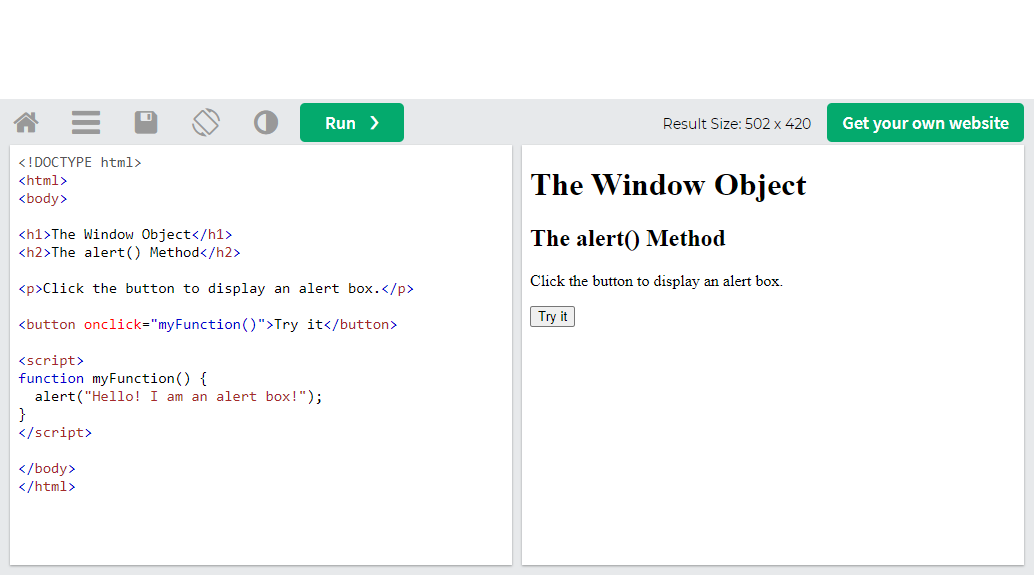 Run ❯
Result Size: 502 x 420
Get your own website
<!DOCTYPE html>
<html>
<body>
<h1>The Window Object</h1>
<h2>The alert() Method</h2>
<p>Click the button to display an alert box.</p>
<button onclick="myFunction()">Try it</button>
<script>
function myFunction() {
  alert("Hello! I am an alert box!");
}
</script>
</body>
</html>
The Window Object
The alert() Method
Click the button to display an alert box.
Try it